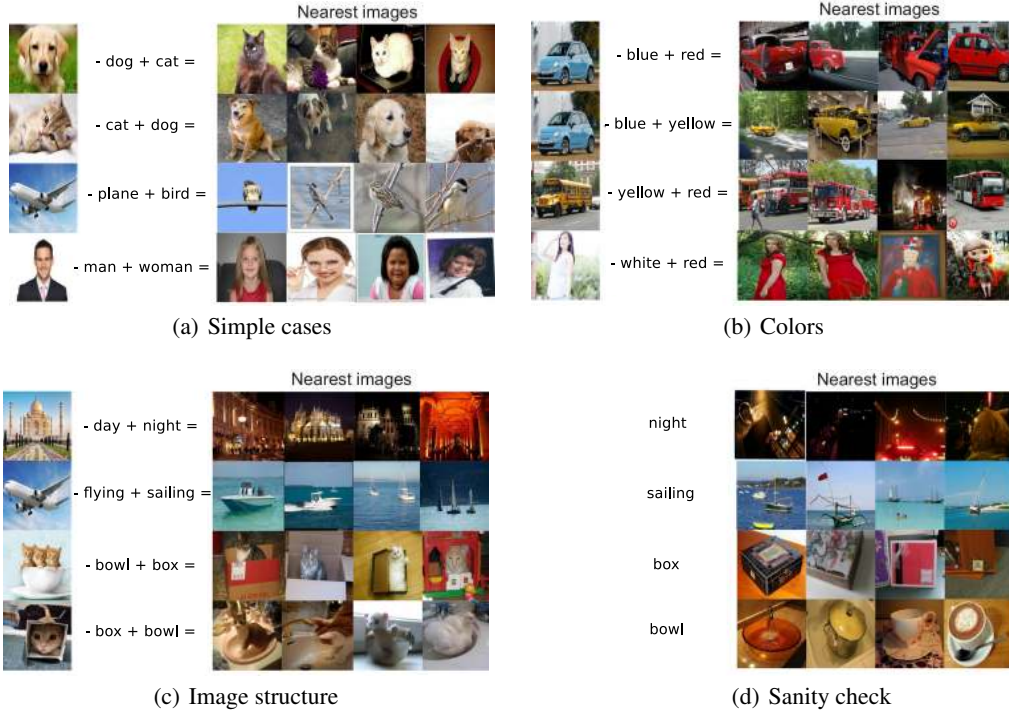 Nearest images
- dog + cat =
- cat + dog =
- plane + bird =
- man + woman =
(a) Simple cases
Nearest images
- blue + red =
- blue + yellow =
- yellow + red =
- white + red =
(b) Colors
Nearest images
- day + night =
- flying + sailing =
- bowl + box =
- box + bowl =
(c) Image structure
Nearest images
night
sailing
box
bowl
(d) Sanity check